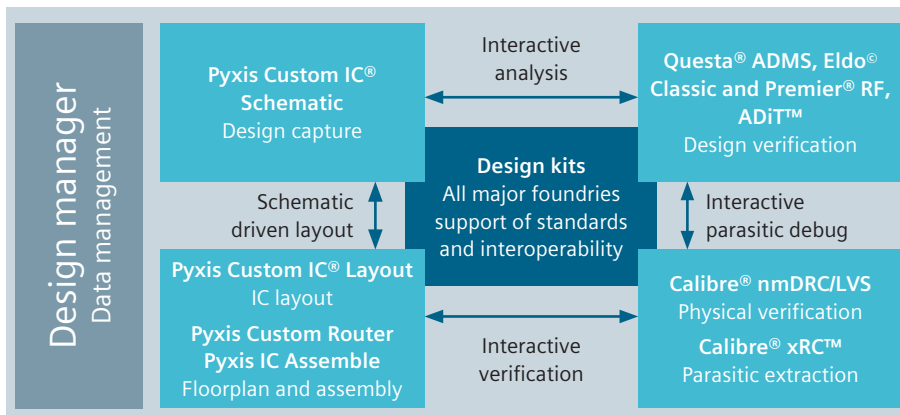 Design manager
Data management
Pyxis Custom IC®
Schematic
Design capture
Interactive
analysis
Questa® ADMS, Eldo©
Classic and Premier® RF,
ADiT™
Design verification
Design kits
All major foundries
support of standards
and interoperability
Schematic
driven layout
Interactive
parasitic debug
Pyxis Custom IC® Layout
IC layout
Pyxis Custom Router
Pyxis IC Assemble
Floorplan and assembly
Interactive
verification
Calibre® nmDRC/LVS
Physical verification
Calibre® xRC™
Parasitic extraction